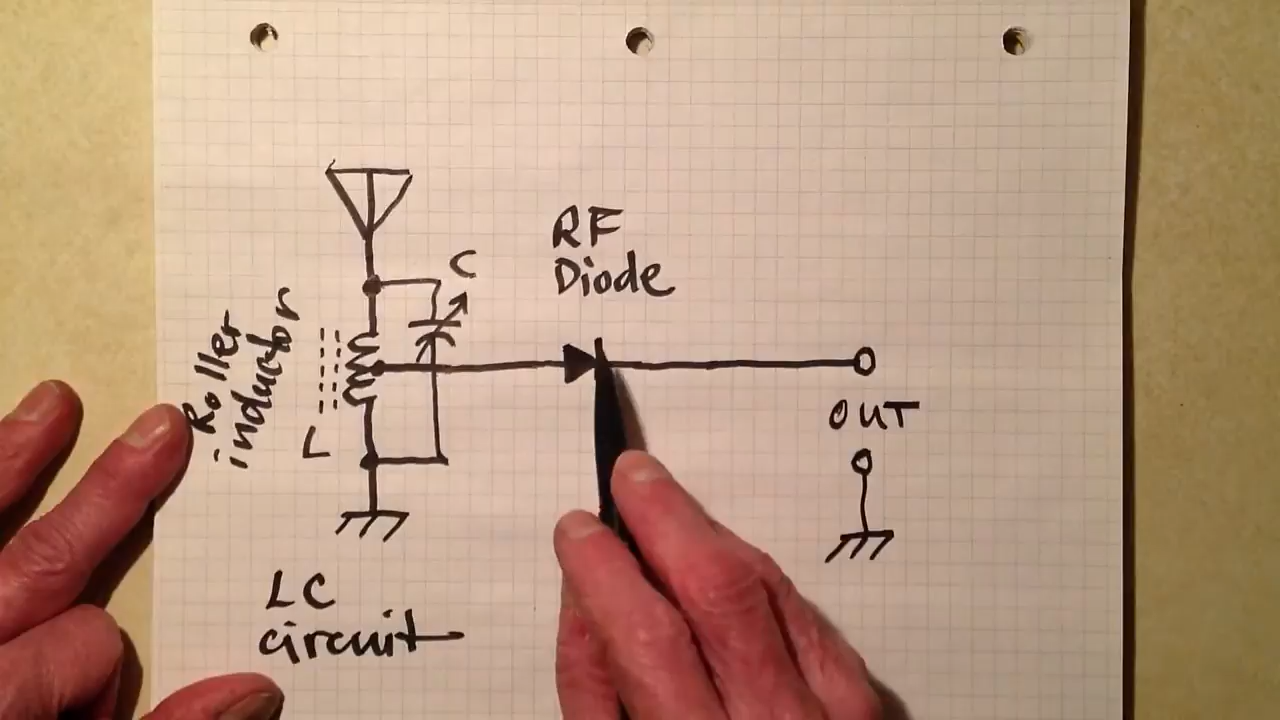 RF
Diode
C
Roller
inductor
L
OUT
LC
circuit